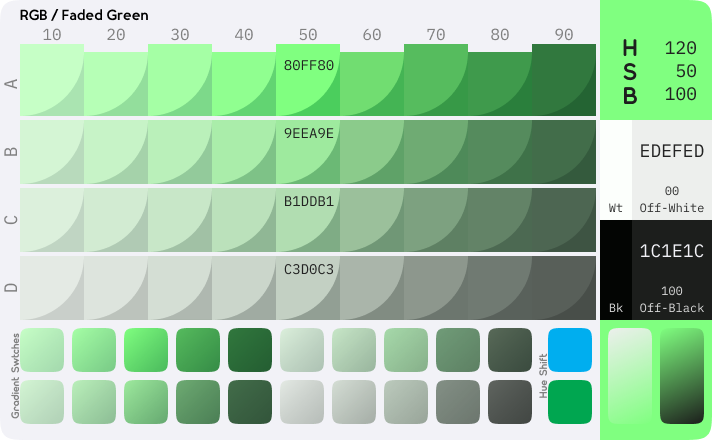 RGB / Faded Green
10 20 30 40 50 60 70 80 90
A
80FF80
B
9EEA9E
C
B1DDB1
D
C3D0C3
Gradient Swtches
Hue Shift
H 120
S 50
B 100
EDEFED
00
Wt Off-White
1C1E1C
100
Bk Off-Black